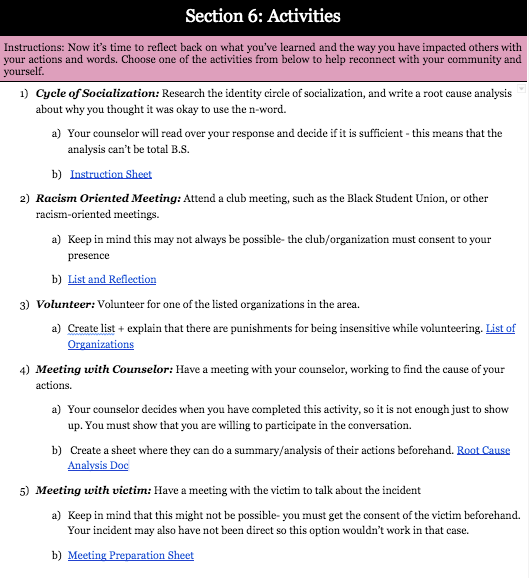 Section 6: Activities
Instructions: Now it's time to reflect back on what you've learned and the way you have impacted others with
your actions and words. Choose one of the activities from below to help reconnect with your community and
yourself.
1) Cycle of Socialization: Research the identity circle of socialization, and write a root cause analysis
about why you thought it was okay to use the n-word.
a) Your counselor will read over your response and decide if it is sufficient - this means that the
analysis can't be total B.S.
b) Instruction Sheet
2) Racism Oriented Meeting: Attend a club meeting, such as the Black Student Union, or other
racism-oriented meetings.
a) Keep in mind this may not always be possible- the club/organization must consent to your
presence
b) List and Reflection
3) Volunteer: Volunteer for one of the listed organizations in the area.
a) Create list + explain that there are punishments for being insensitive while volunteering. List of
Organizations
4) Meeting with Counselor: Have a meeting with your counselor, working to find the cause of your
actions.
a) Your counselor decides when you have completed this activity, so it is not enough just to show
up. You must show that you are willing to participate in the conversation.
b) Create a sheet where they can do a summary/analysis of their actions beforehand. Root Cause
Analysis Doc
5) Meeting with victim: Have a meeting with the victim to talk about the incident
a) Keep in mind that this might not be possible- you must get the consent of the victim beforehand.
Your incident may also have not been direct so this option wouldn't work in that case.
b) Meeting Preparation Sheet